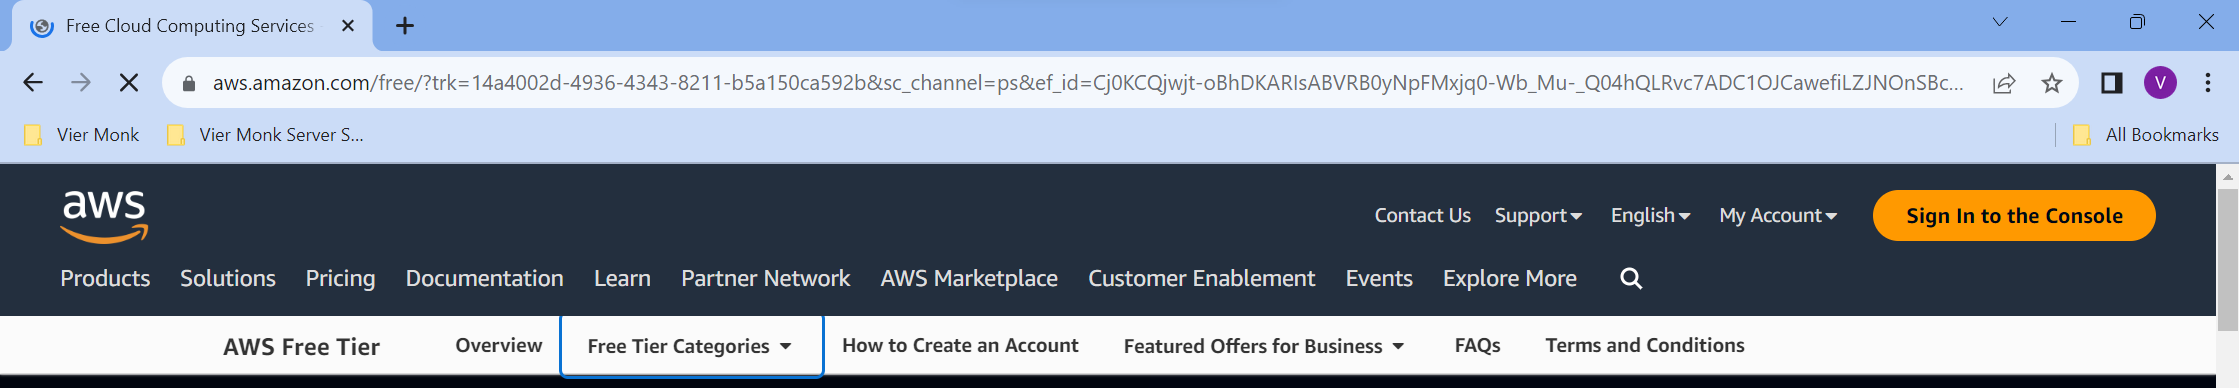 Free Cloud Computing Services
aws.amazon.com/free/?trk=14a4002d-4936-4343-8211-b5a150ca592b&sc_channel=ps&ef_id=Cj0KCQjwjt-oBhDKARIsABVRB0yNpFMxjq0-Wb_Mu-_Q04hQLRvc7ADC1OJCawefiLZJNOnSBc...
V
Vier Monk Vier Monk Server S... All Bookmarks
aws
Contact Us Support English My Account Sign In to the Console
Products Solutions Pricing Documentation Learn Partner Network AWS Marketplace Customer Enablement Events Explore More
AWS Free Tier Overview Free Tier Categories How to Create an Account Featured Offers for Business FAQs Terms and Conditions